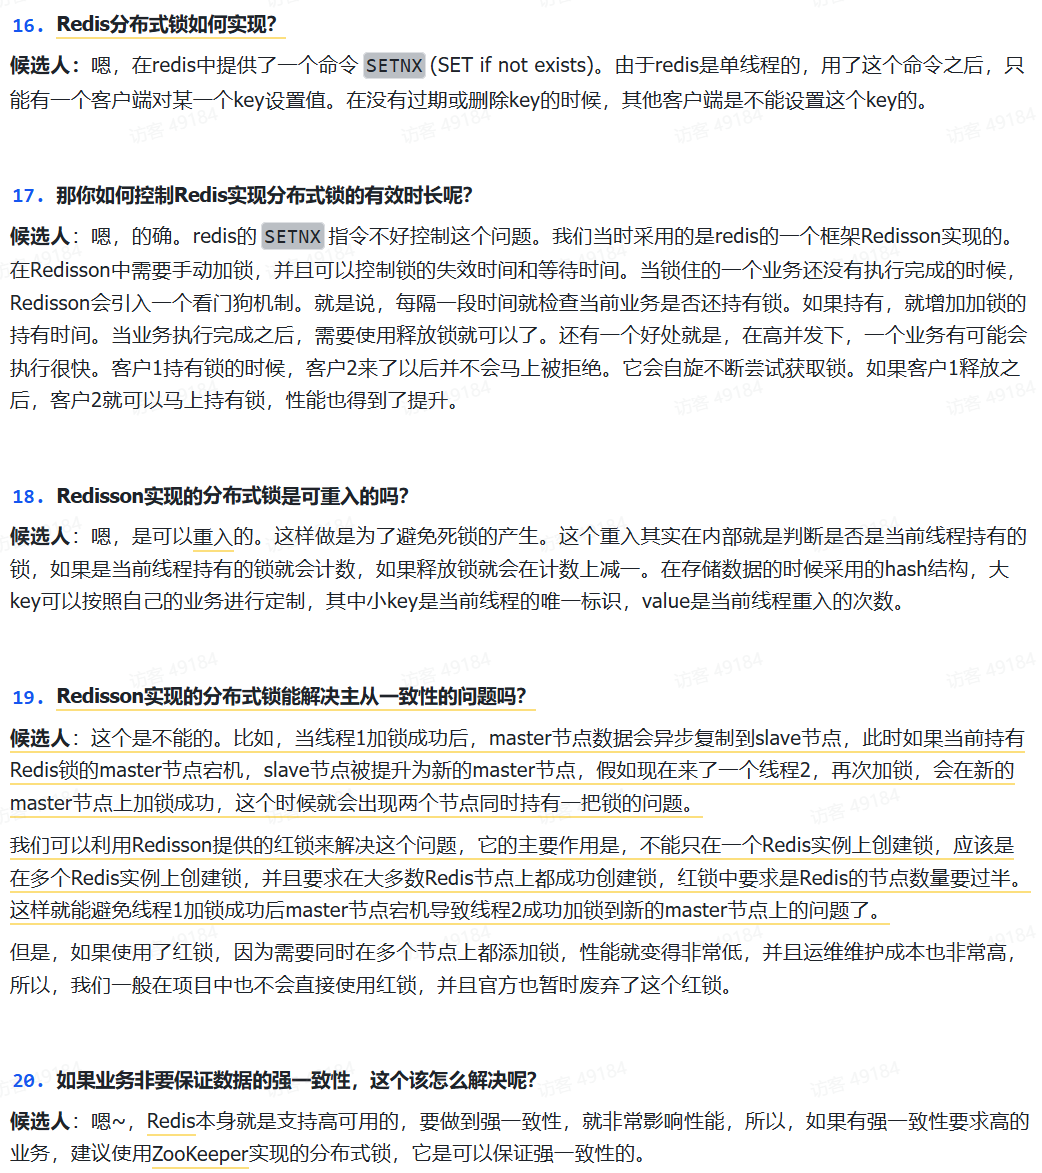 16. Redis分布式锁如何实现？
候选人：嗯，在redis中提供了一个命令 SETNX (SET if not exists)。由于redis是单线程的，用了这个命令之后，只
能有一个客户端对某一个key设置值。在没有过期或删除key的时候，其他客户端是不能设置这个key的。
17. 那你如何控制Redis实现分布式锁的有效时长呢？
候选人：嗯，的确。redis的 SETNX 指令不好控制这个问题。我们当时采用的是redis的一个框架Redisson实现的。
在Redisson中需要手动加锁，并且可以控制锁的失效时间和等待时间。当锁住的一个业务还没有执行完成的时候，
Redisson会引入一个看门狗机制。就是说，每隔一段时间就检查当前业务是否还持有锁。如果持有，就增加加锁的
持有时间。当业务执行完成之后，需要使用释放锁就可以了。还有一个好处就是，在高并发下，一个业务有可能会
执行很快。客户1持有锁的时候，客户2来了以后并不会马上被拒绝。它会自旋不断尝试获取锁。如果客户1释放之
后，客户2就可以马上持有锁，性能也得到了提升。
18. Redisson实现的分布式锁是可重入的吗？
候选人：嗯，是可以重入的。这样做是为了避免死锁的产生。这个重入其实在内部就是判断是否是当前线程持有的
锁，如果是当前线程持有的锁就会计数，如果释放锁就会在计数上减一。在存储数据的时候采用的hash结构，大
key可以按照自己的业务进行定制，其中小key是当前线程的唯一标识，value是当前线程重入的次数。
19. Redisson实现的分布式锁能解决主从一致性的问题吗？
候选人：这个是不能的。比如，当线程1加锁成功后，master节点数据会异步复制到slave节点，此时如果当前持有
Redis锁的master节点宕机，slave节点被提升为新的master节点，假如现在来了一个线程2，再次加锁，会在新的
master节点上加锁成功，这个时候就会出现两个节点同时持有一把锁的问题。
我们可以利用Redisson提供的红锁来解决这个问题，它的主要作用是，不能只在一个Redis实例上创建锁，应该是
在多个Redis实例上创建锁，并且要求在大多数Redis节点上都成功创建锁，红锁中要求是Redis的节点数量要过半。
这样就能避免线程1加锁成功后master节点宕机导致线程2成功加锁到新的master节点上的问题了。
但是，如果使用了红锁，因为需要同时在多个节点上都添加锁，性能就变得非常低，并且运维维护成本也非常高，
所以，我们一般在项目中也不会直接使用红锁，并且官方也暂时废弃了这个红锁。
20. 如果业务非要保证数据的强一致性，这个该怎么解决呢？
候选人：嗯~，Redis本身就是支持高可用的，要做到强一致性，就非常影响性能，所以，如果有强一致性要求高的
业务，建议使用ZooKeeper实现的分布式锁，它是可以保证强一致性的。
访客 49184